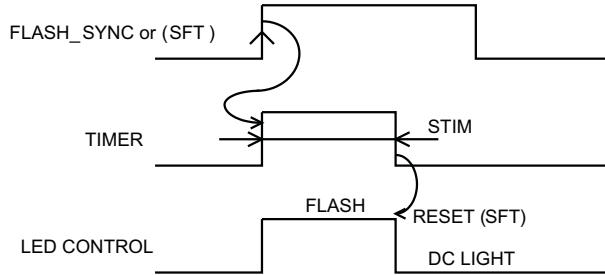 FLASH_SYNC or (SFT )
TIMER
STIM
FLASH
RESET (SFT)
LED CONTROL
DC LIGHT